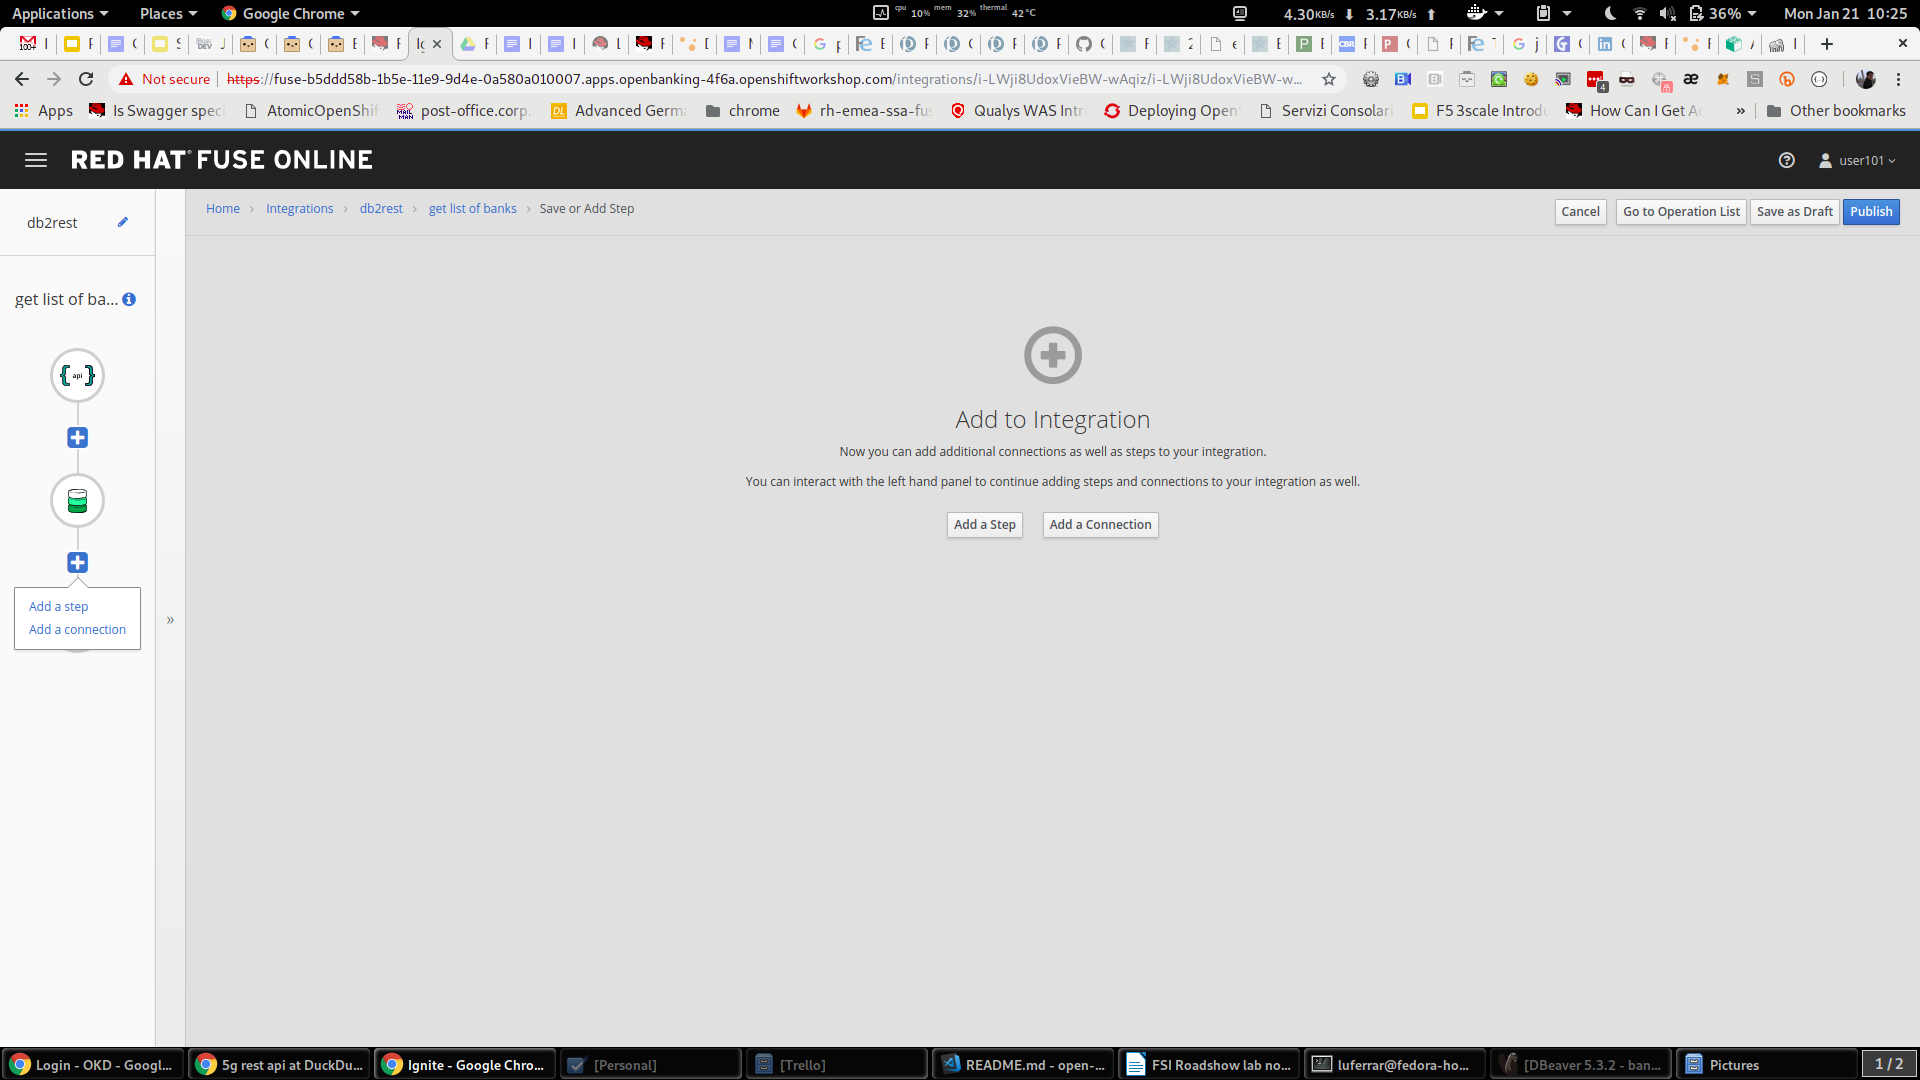 Applications Places Google Chrome cpu 10% mem 32% thermal 42°C 4.30KB/s 3.17KB/s 36% Mon Jan 21 10:25
Not secure https://fuse-b5ddd58b-1b5e-11e9-9d4e-0a580a010007.apps.openbanking-4f6a.openshiftworkshop.com/integrations/i-LWji8UdoxVieBW-wAqiz/i-LWji8UdoxVieBW-w...
Apps Is Swagger speci AtomicOpenShif post-office.corp. Advanced Germa chrome rh-emea-ssa-fus Qualys WAS Intr Deploying Open Servizi Consolari F5 3scale Introdu How Can I Get Ac » Other bookmarks
RED HAT® FUSE ONLINE user101
db2rest
Home > Integrations > db2rest > get list of banks > Save or Add Step
Cancel Go to Operation List Save as Draft Publish
get list of ba...
{ api }
Add to Integration
Now you can add additional connections as well as steps to your integration.
You can interact with the left hand panel to continue adding steps and connections to your integration as well.
Add a Step Add a Connection
Add a step
Add a connection
»
Login - OKD - Googl... 5g rest api at DuckDu... Ignite - Google Chro... [Personal] [Trello] README.md - open-... FSI Roadshow lab no... luferrar@fedora-ho... [DBeaver 5.3.2 - ban... Pictures 1 / 2